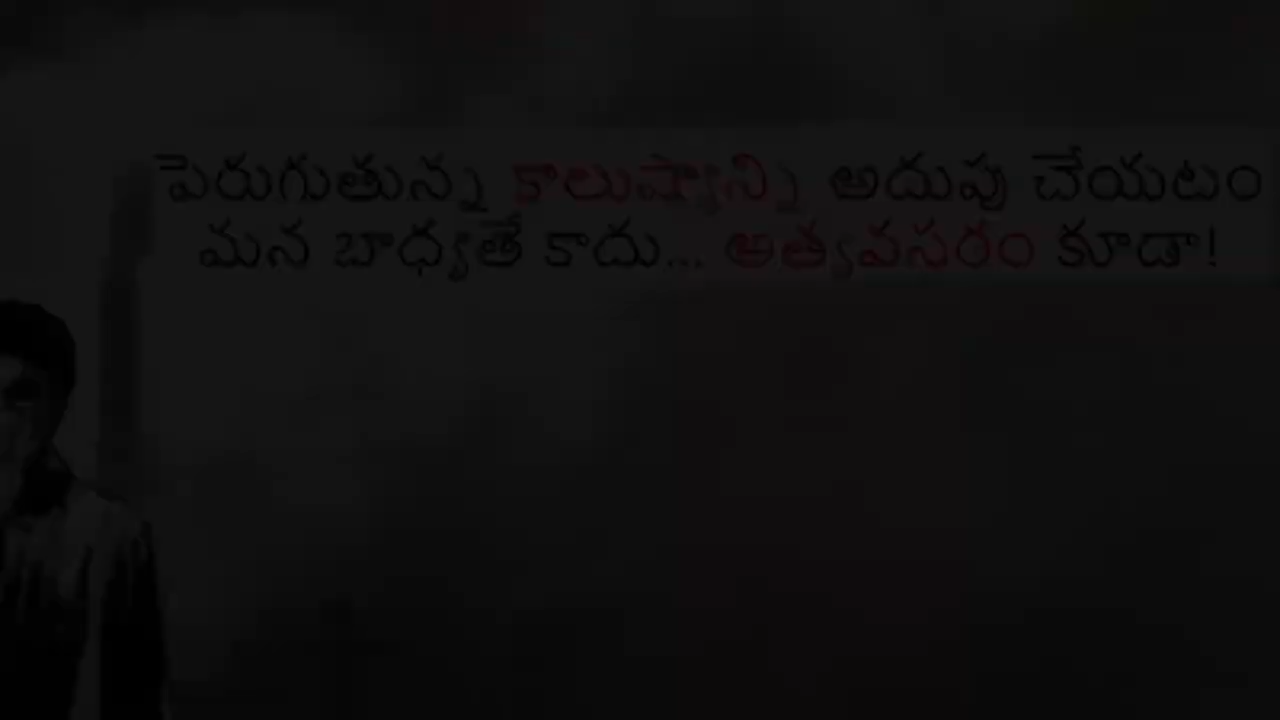 పెరుగుతున్న కాలుష్యాన్ని అదుపు చేయటం
మన బాధ్యతే కాదు... అత్యవసరం కూడా!